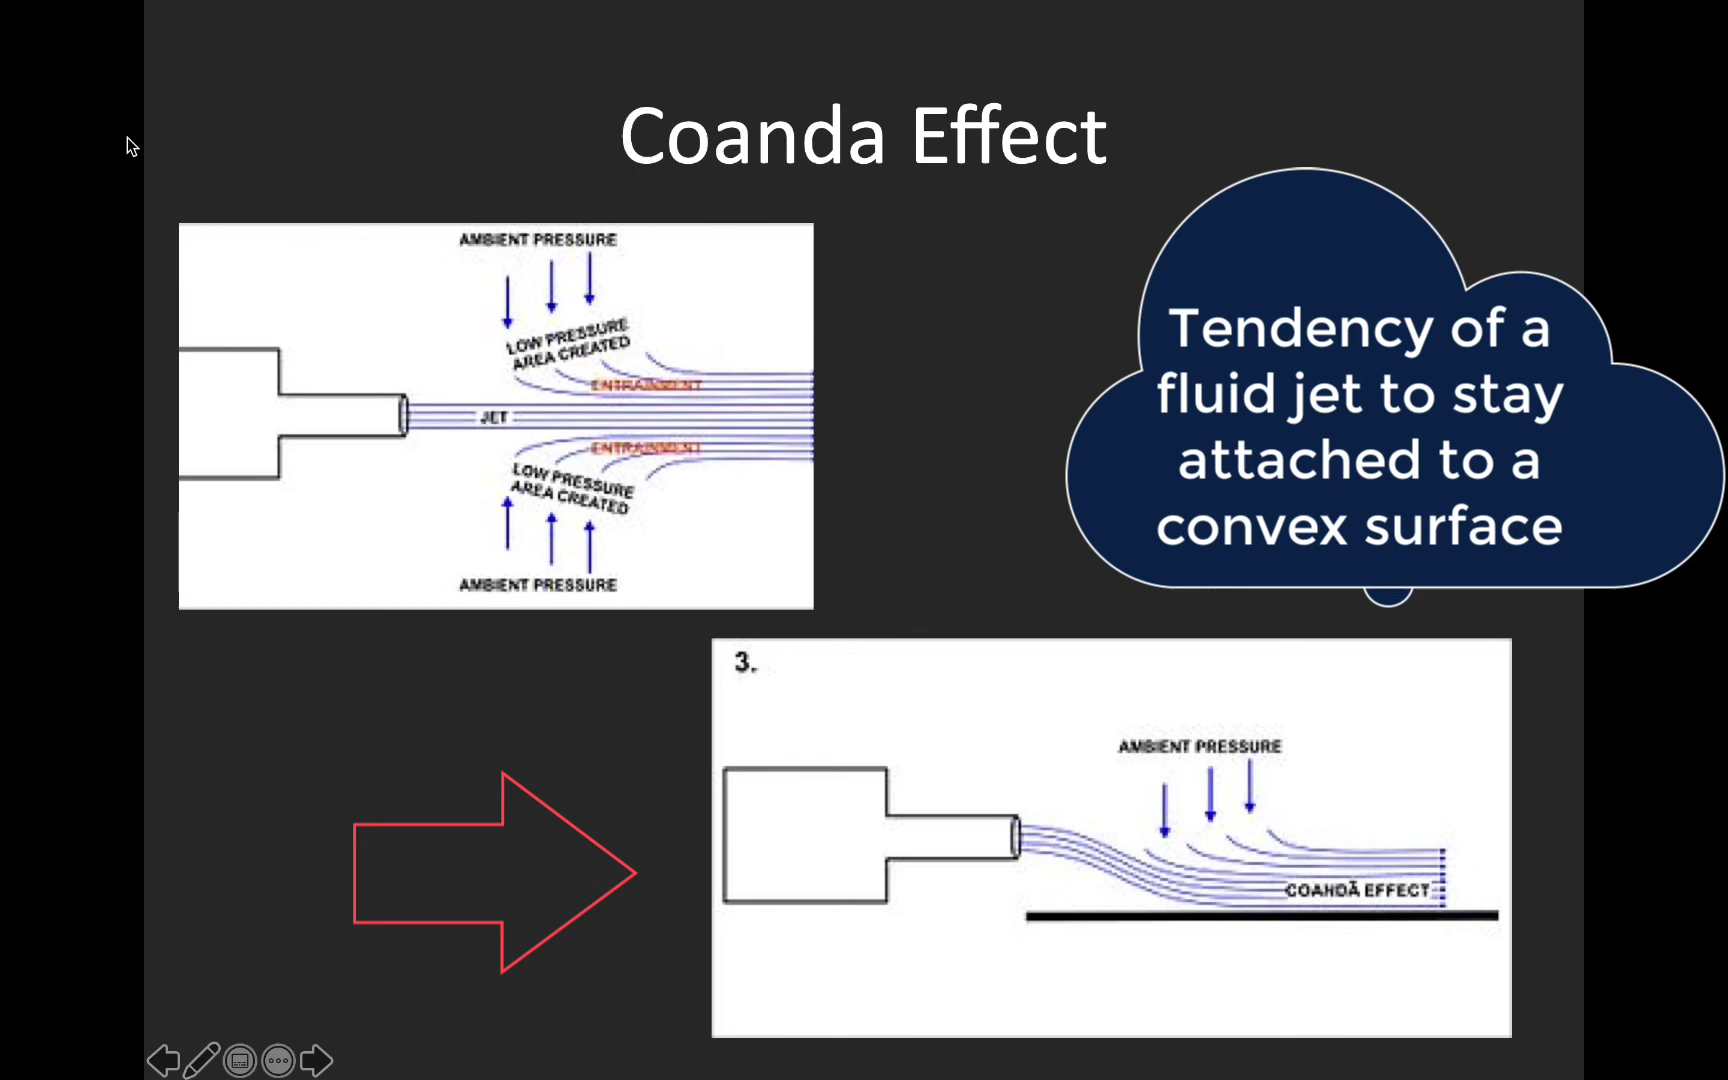 Coanda Effect
AMBIENT PRESSURE
LOW PRESSURE
AREA CREATED
ENTRAINMENT
JET
ENTRAINMENT
LOW PRESSURE
AREA CREATED
AMBIENT PRESSURE
Tendency of a
fluid jet to stay
attached to a
convex surface
3.
AMBIENT PRESSURE
COANDĂ EFFECT